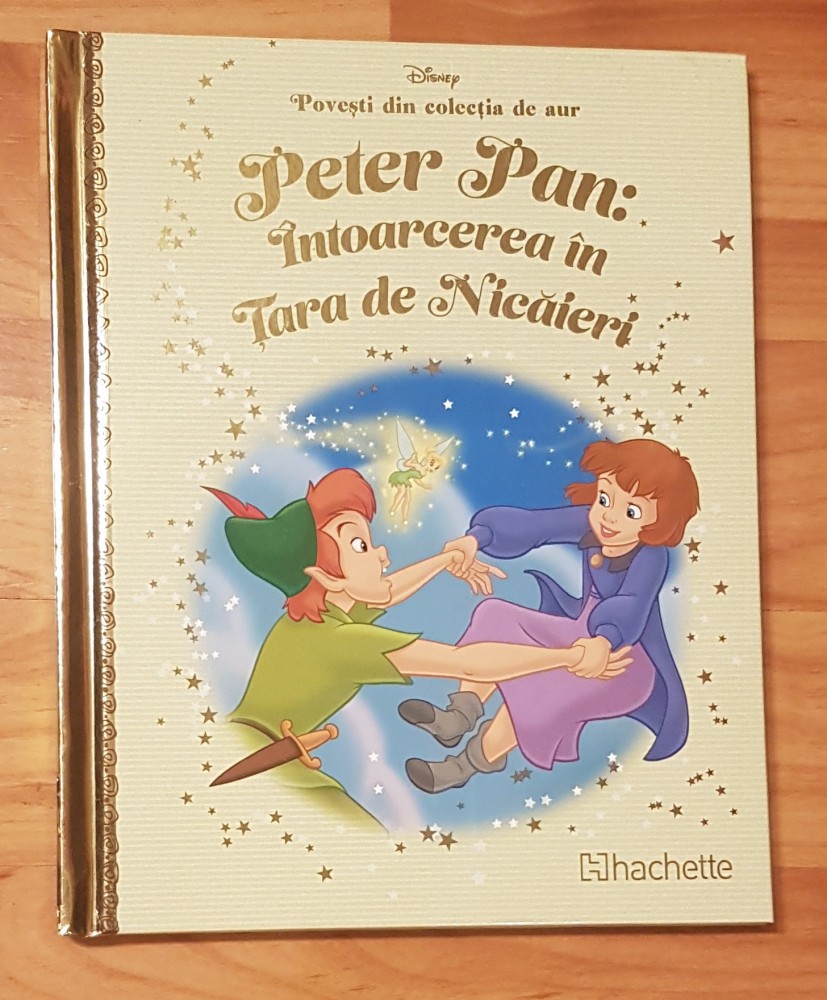 Disney
Povești din colecția de aur
Peter Pan:
Întoarcerea în
Țara de Nicăieri
hachette